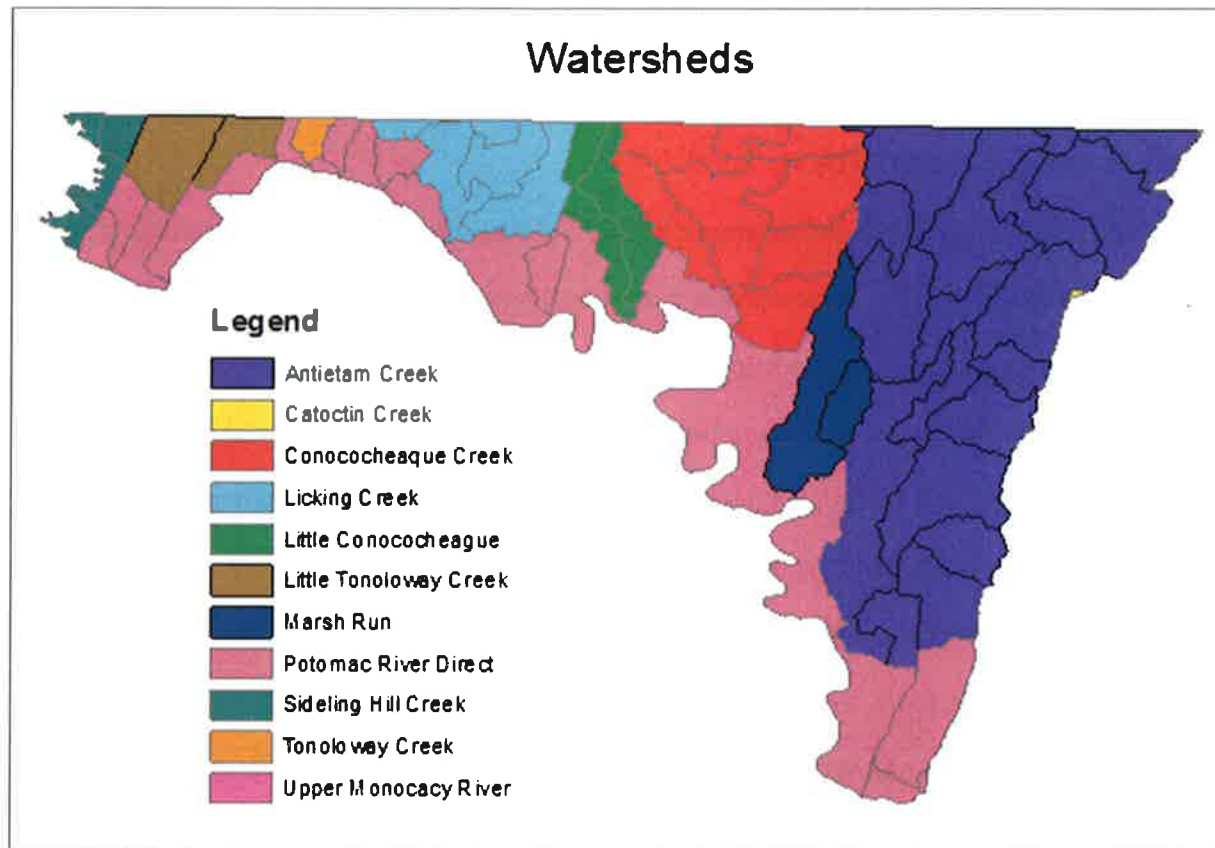 Watersheds
Legend
Antietam Creek
Catoctin Creek
Conococheaque Creek
Licking Creek
Little Conococheague
Little Tonoloway Creek
Marsh Run
Potomac River Direct
Sideling Hill Creek
Tonoloway Creek
Upper Monocacy River